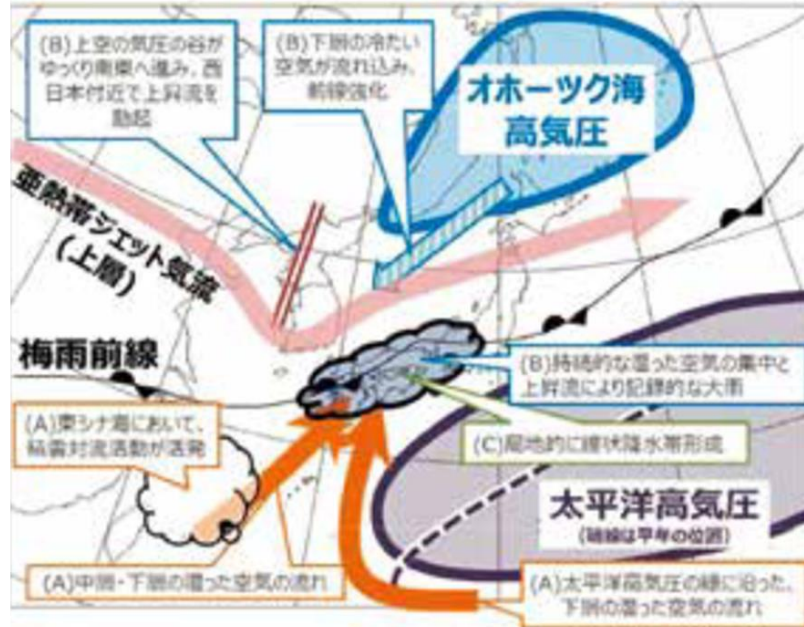 (B)上空の気圧の谷が
ゆっくり南東へ進み、西
日本付近で上昇流を
励起
(B)下層の冷たい
空気が流れ込み、
前線強化
オホーツク海
高気圧
亜熱帯ジェット気流
(上層)
梅雨前線
(A)東シナ海において、
積雲対流活動が活発
(B)持続的な湿った空気の集中と
上昇流により記録的な大雨
(C)局地的に線状降水帯形成
太平洋高気圧
(破線は平年の位置)
(A)中層・下層の湿った空気の流れ
(A)太平洋高気圧の縁に沿った、
下層の湿った空気の流れ